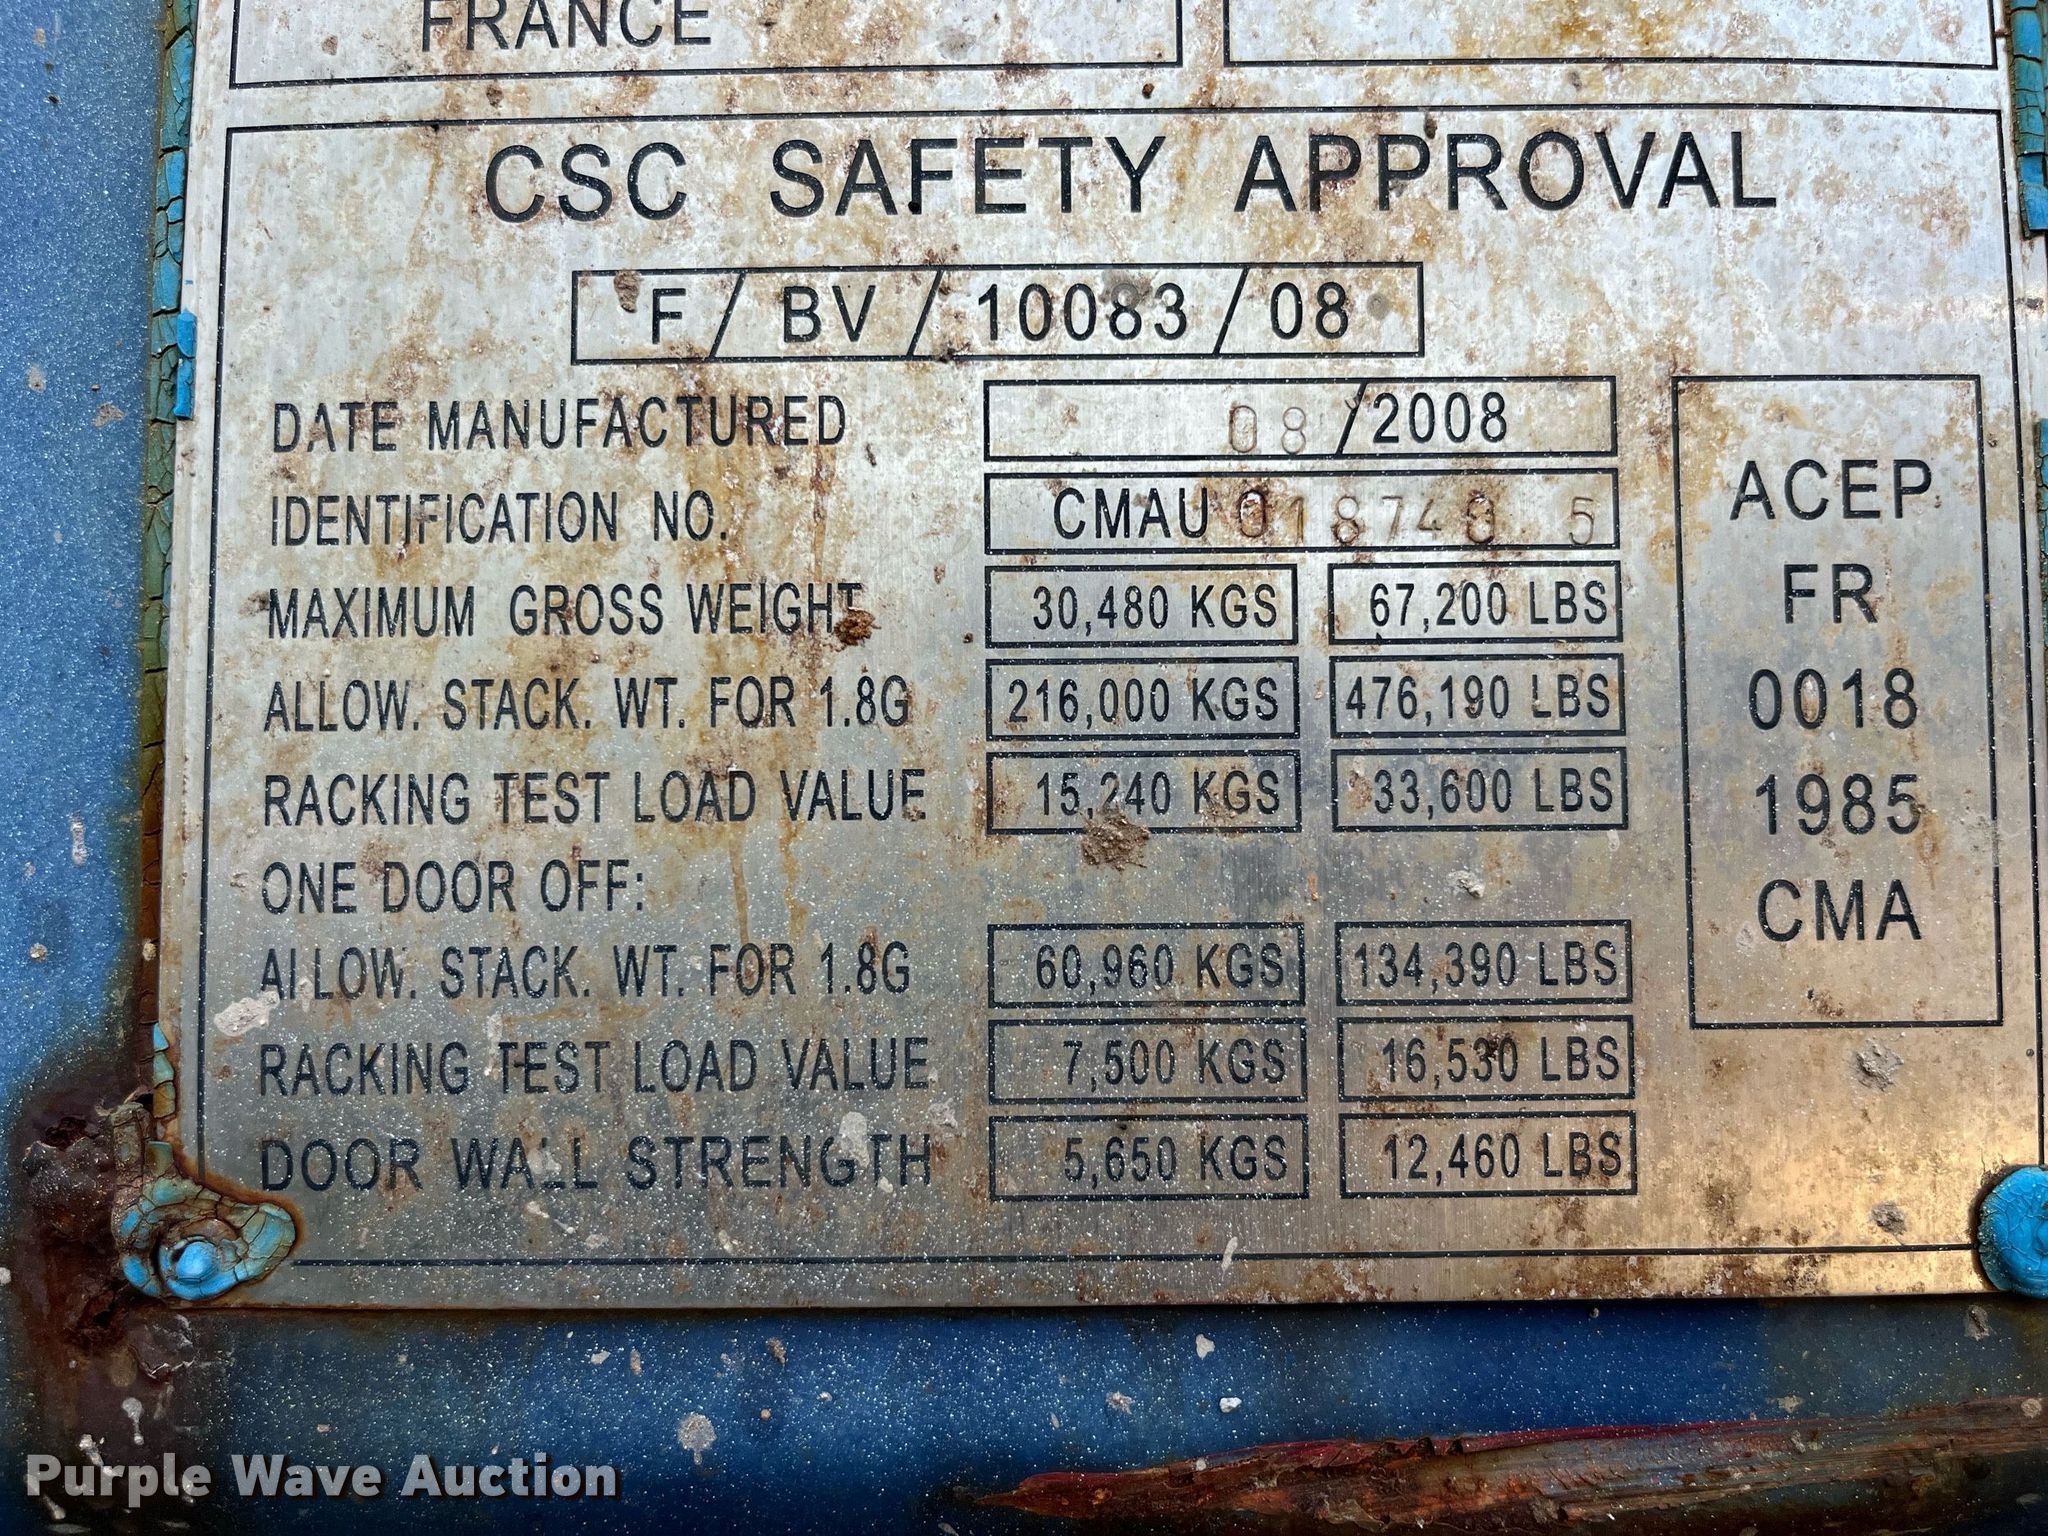 FRANCE
CSC SAFETY APPROVAL
F / BV / 10083 / 08
DATE MANUFACTURED 08 /2008
IDENTIFICATION NO. CMAU 018740 5
MAXIMUM GROSS WEIGHT 30,480 KGS 67,200 LBS
ALLOW. STACK. WT. FOR 1.8G 216,000 KGS 476,190 LBS
RACKING TEST LOAD VALUE 15,240 KGS 33,600 LBS
ONE DOOR OFF:
ALLOW. STACK. WT. FOR 1.8G 60,960 KGS 134,390 LBS
RACKING TEST LOAD VALUE 7,500 KGS 16,530 LBS
DOOR WALL STRENGTH 5,650 KGS 12,460 LBS
ACEP
FR
0018
1985
CMA
Purple Wave Auction